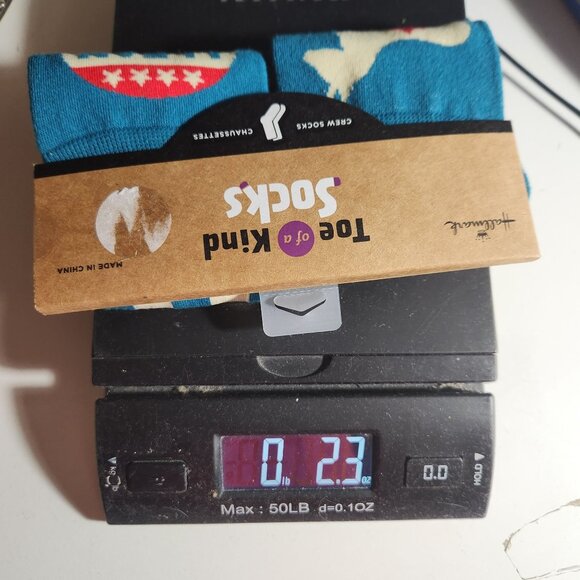 CREW SOCKS
CHAUSSETTES
Toe of a Kind
Socks
Hallmark
MADE IN CHINA
0 lb 2.3 oz
0.0
HOLD
Max : 50LB d=0.1OZ